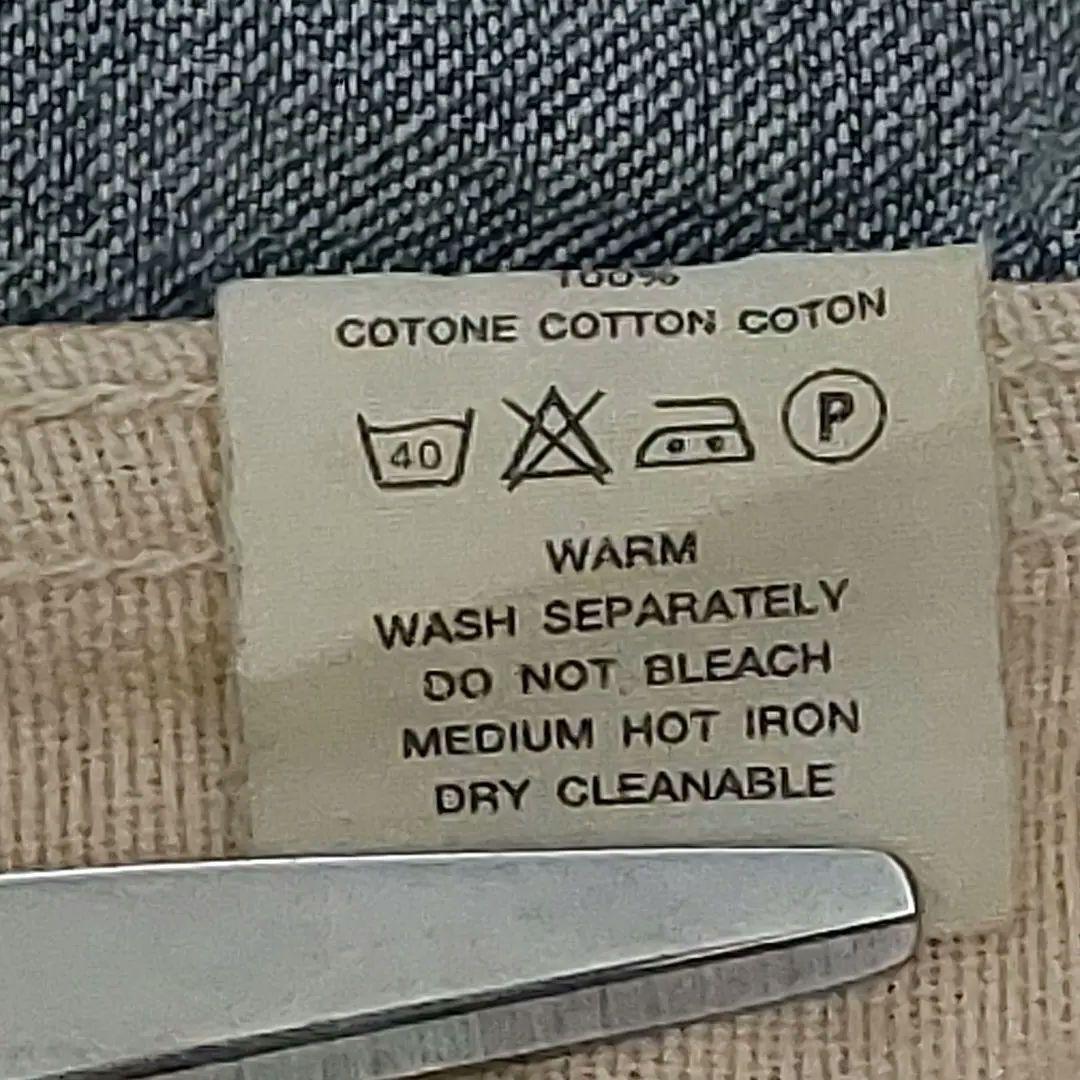 100%
COTONE COTTON COTON
40 P
WARM
WASH SEPARATELY
DO NOT BLEACH
MEDIUM HOT IRON
DRY CLEANABLE